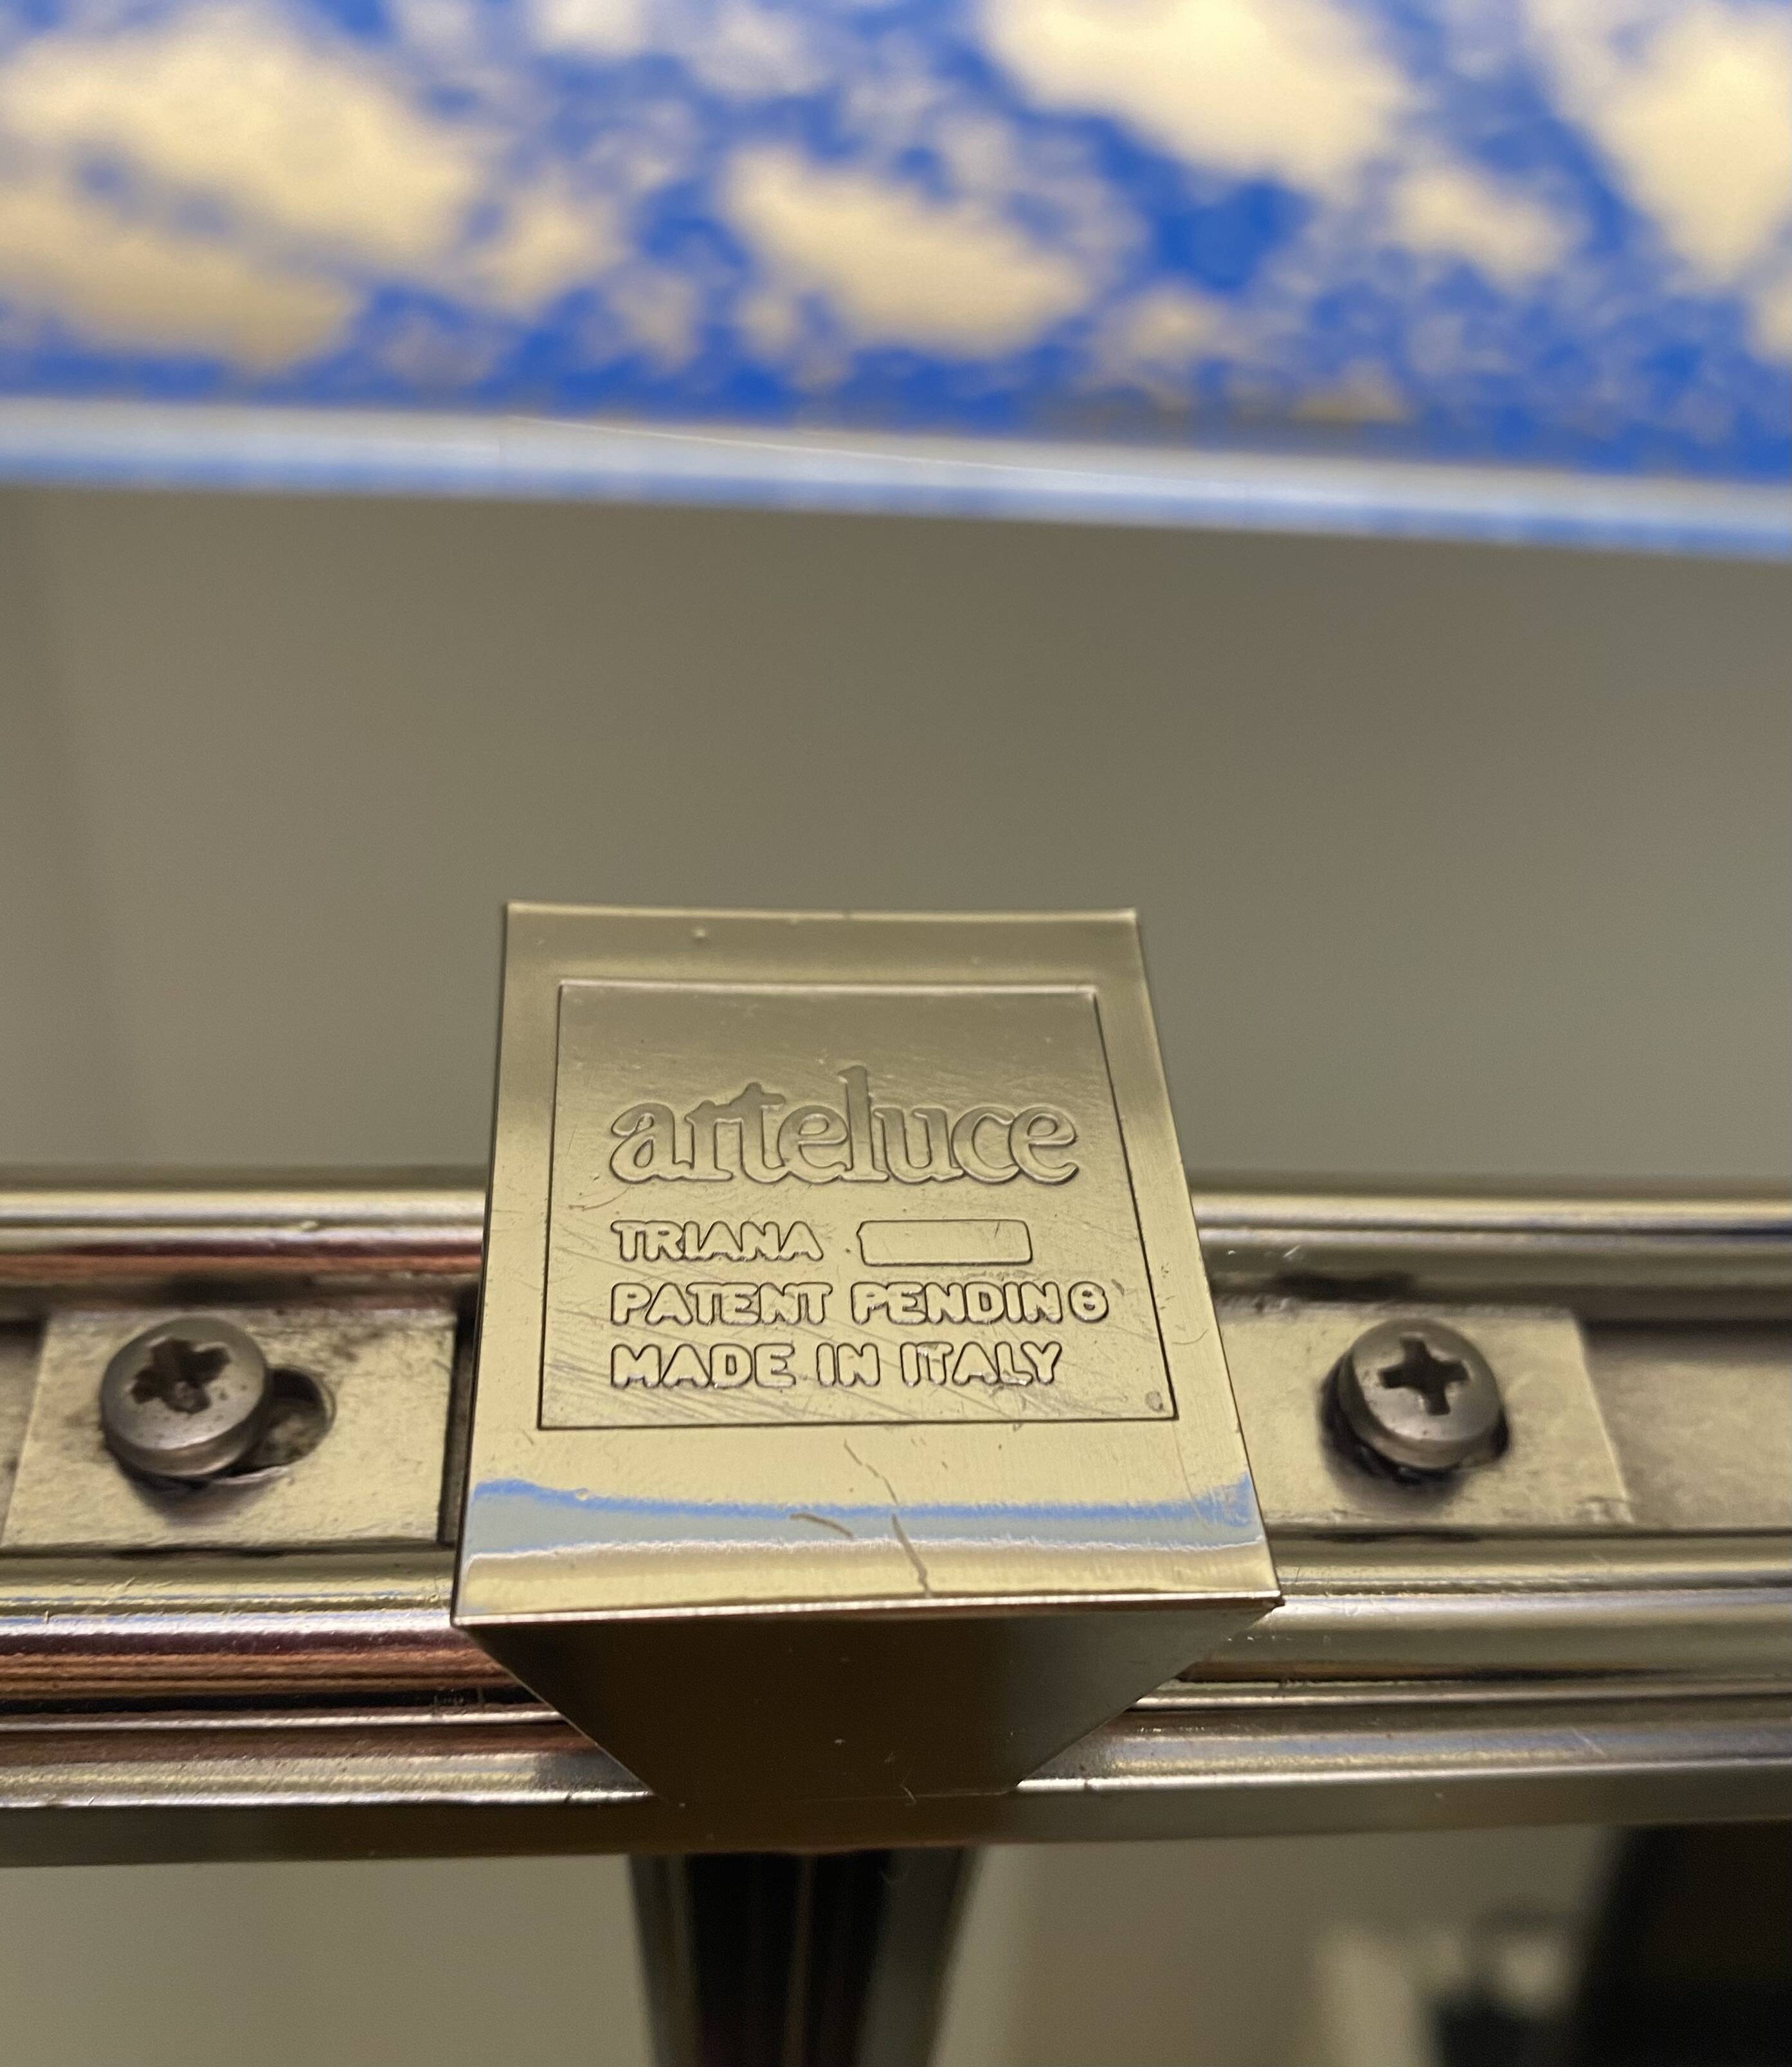 arteluce
TRIANA
PATENT PENDING
MADE IN ITALY